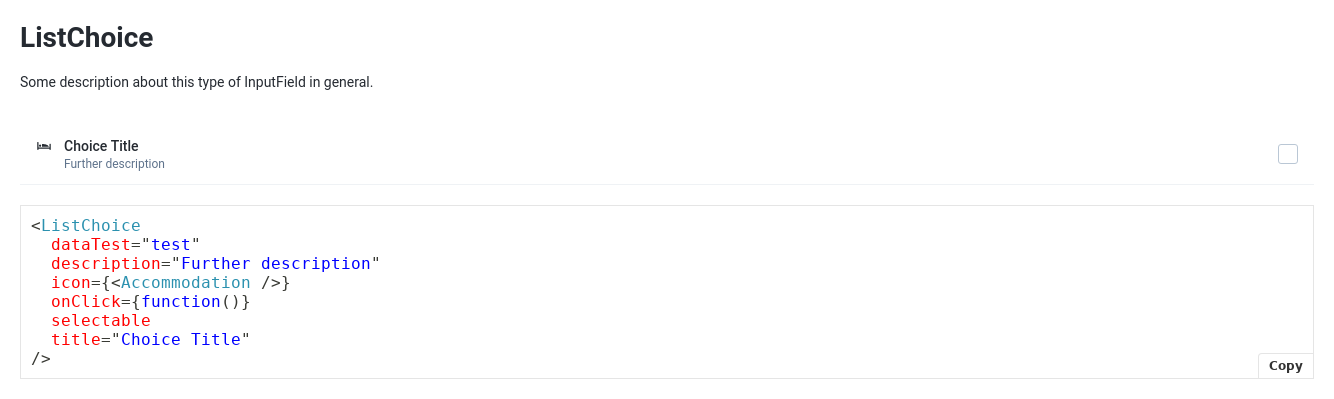 ListChoice
Some description about this type of InputField in general.
Choice Title
Further description
<ListChoice
  dataTest="test"
  description="Further description"
  icon={<Accommodation />}
  onClick={function()}
  selectable
  title="Choice Title"
/>
Copy